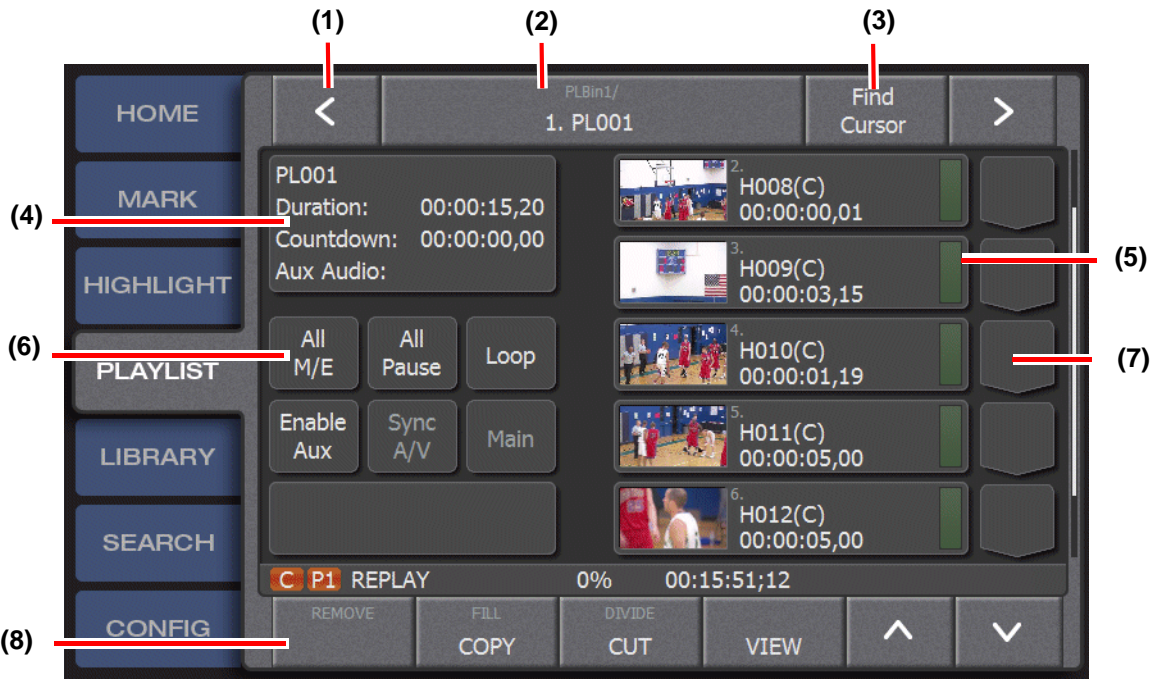 (1)
(2)
(3)
HOME
MARK
HIGHLIGHT
PLAYLIST
LIBRARY
SEARCH
CONFIG
<
PLBin1/
1. PL001
Find
Cursor
>
(4)
PL001
Duration: 00:00:15,20
Countdown: 00:00:00,00
Aux Audio:
2.
H008(C)
00:00:00,01
3.
H009(C)
00:00:03,15
(5)
(6)
All
M/E
All
Pause
Loop
4.
H010(C)
00:00:01,19
(7)
Enable
Aux
Sync
A/V
Main
5.
H011(C)
00:00:05,00
6.
H012(C)
00:00:05,00
C P1 REPLAY 0% 00:15:51;12
(8)
REMOVE
FILL
COPY
DIVIDE
CUT
VIEW